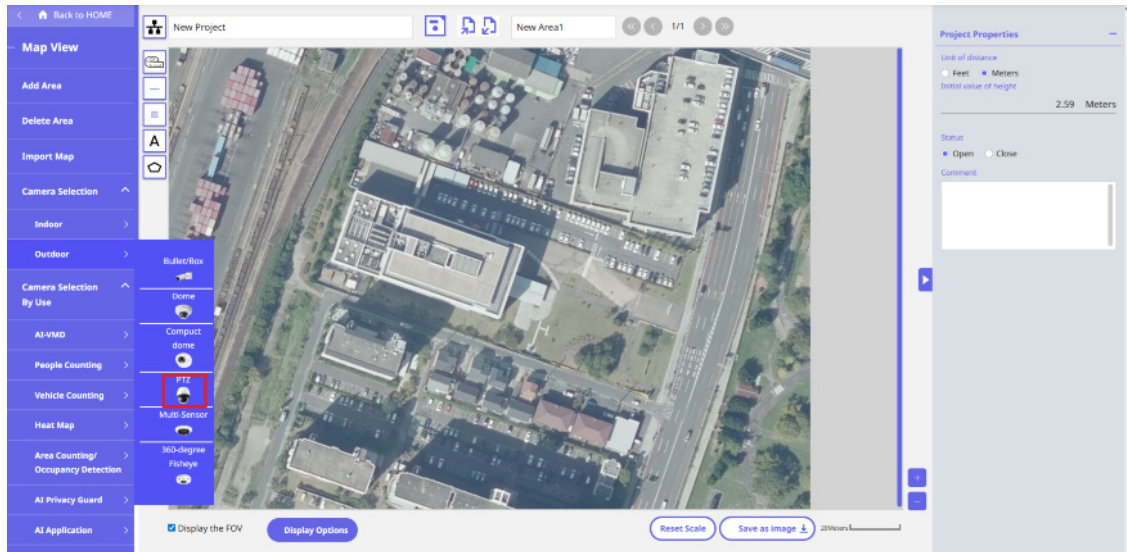 Back to HOME
Map View
Add Area
Delete Area
Import Map
Camera Selection
Indoor
Outdoor
Camera Selection
By Use
AI-VMD
People Counting
Vehicle Counting
Heat Map
Area Counting/
Occupancy Detection
AI Privacy Guard
AI Application
Bullet/Box
Dome
Compuct
dome
PTZ
Multi-Sensor
360-degree
Fisheye
New Project
New Area1
1/1
A
Display the FOV
Display Options
Reset Scale
Save as image
20Meters
Project Properties
Unit of distance
Feet
Meters
Initial value of height
2.59 Meters
Status
Open
Close
Comment